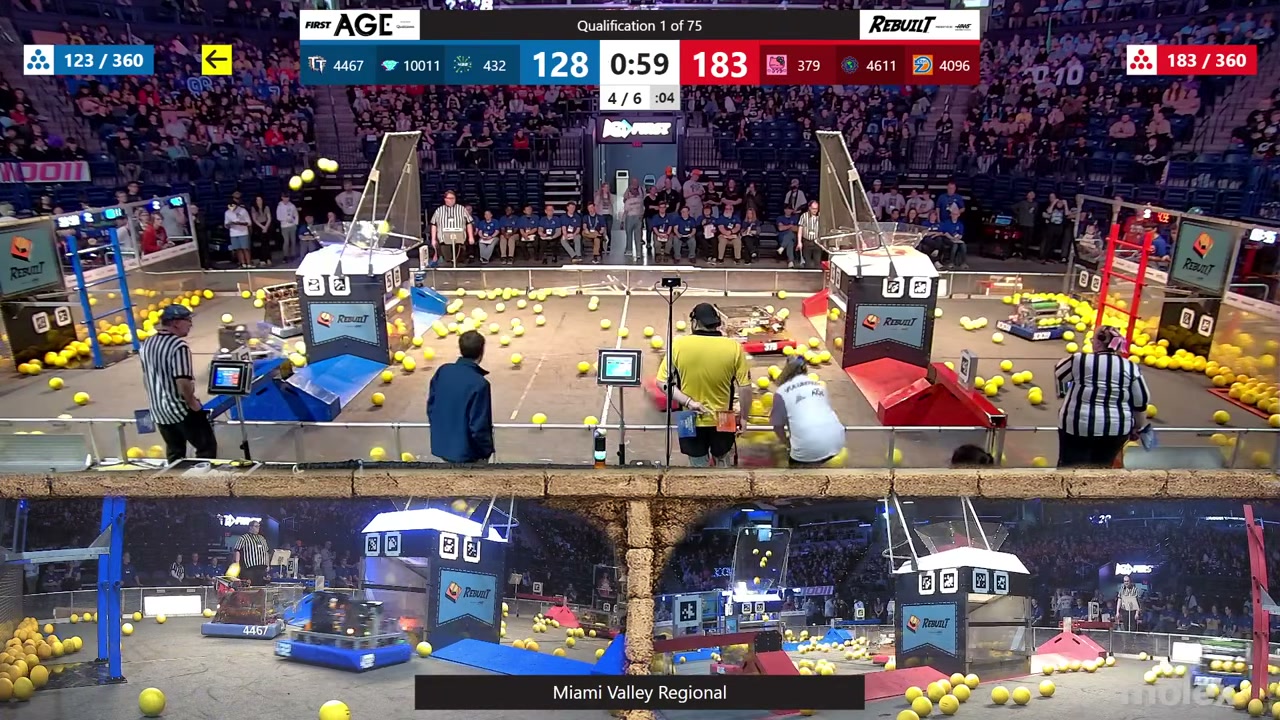 FIRST AGE
Qualification 1 of 75
REBUILT
123 / 360
4467
10011
432
128
0:59
183
379
4611
4096
183 / 360
4 / 6
:04
REBUILT
REBUILT
REBUILT
REBUILT
4467
REBUILT
REBUILT
Miami Valley Regional
molex